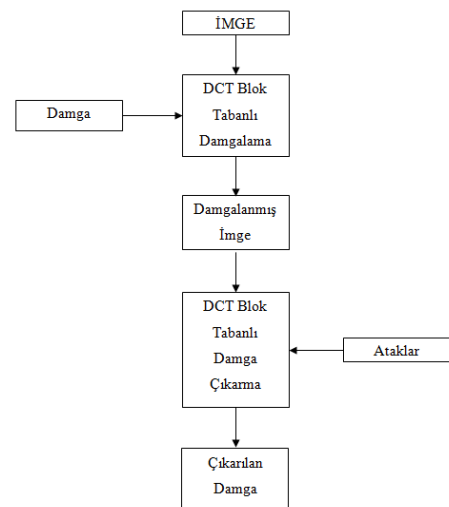 İMGE
DCT Blok
Tabanlı
Damgalama
Damga
Damgalanmış
İmge
DCT Blok
Tabanlı
Damga
Çıkarma
Ataklar
Çıkarılan
Damga